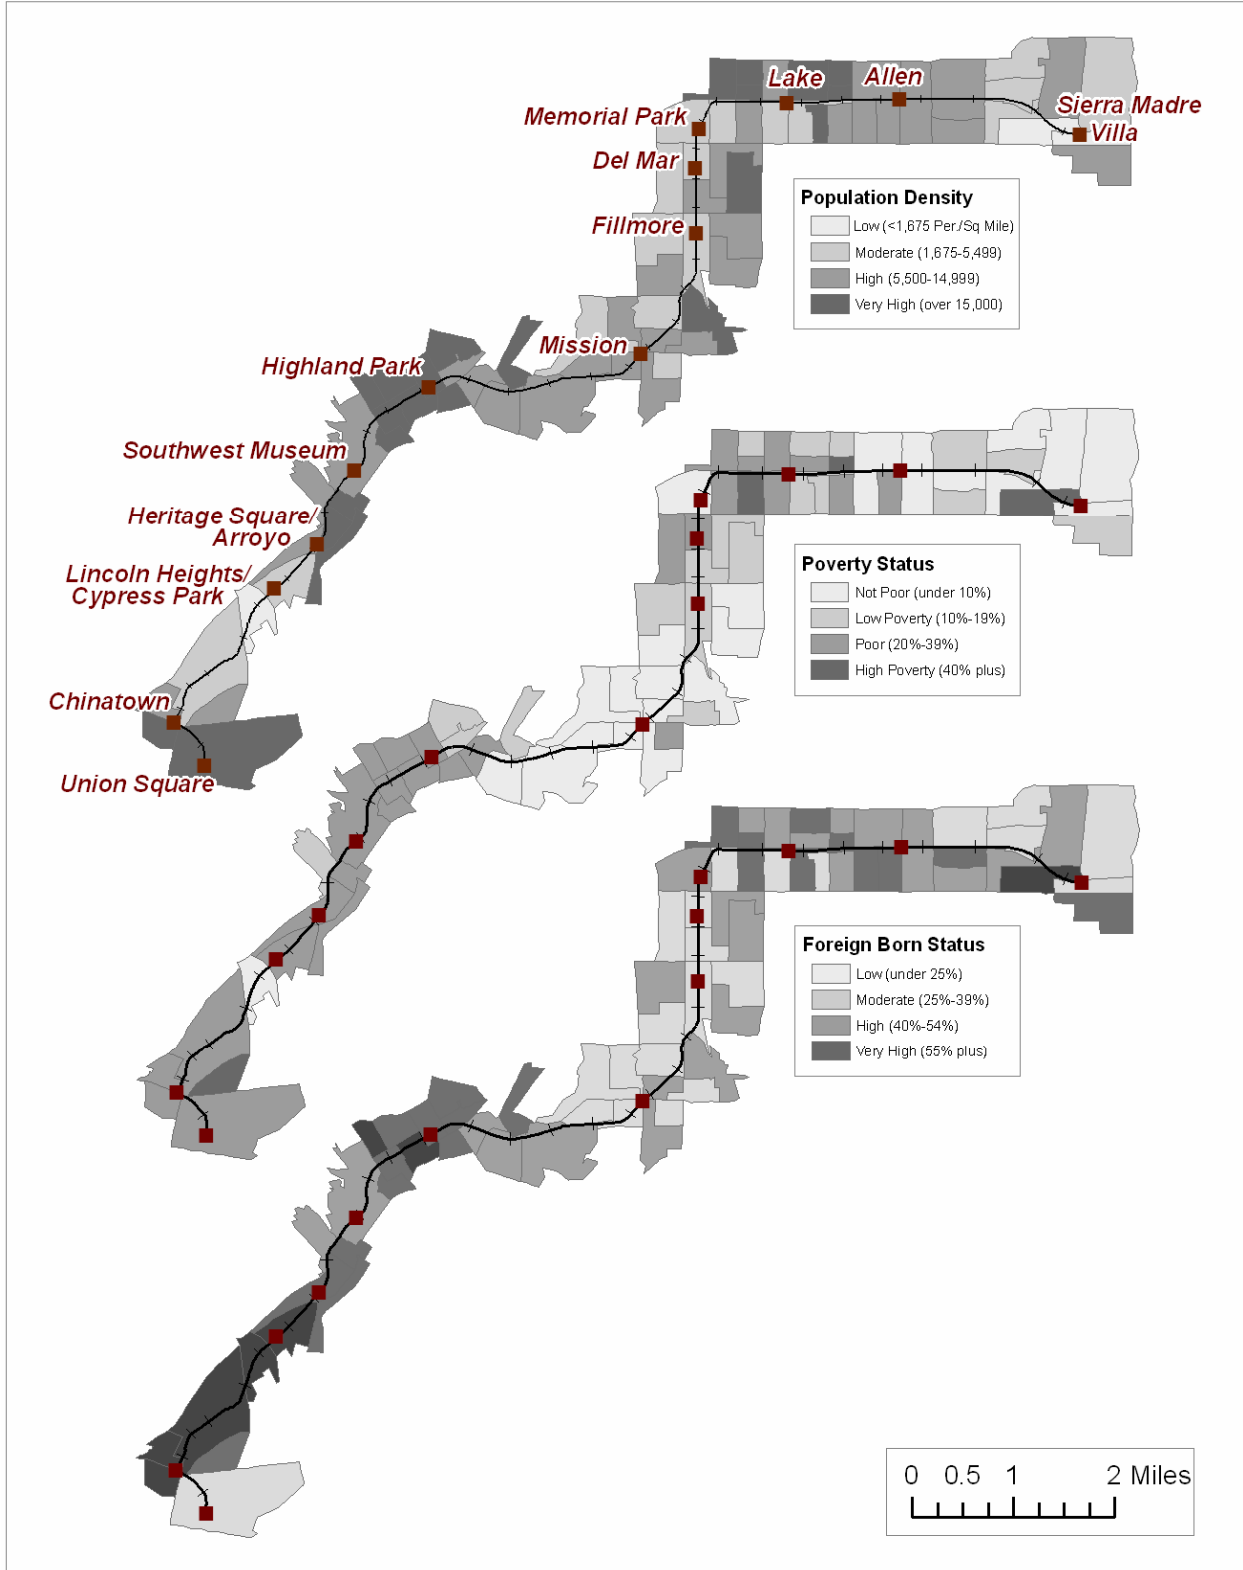 Lake
Allen
Sierra Madre
Villa
Memorial Park
Del Mar
Fillmore
Population Density
Low (<1,675 Per./Sq Mile)
Moderate (1,675-5,499)
High (5,500-14,999)
Very High (over 15,000)
Mission
Highland Park
Southwest Museum
Heritage Square/
Arroyo
Lincoln Heights/
Cypress Park
Chinatown
Union Square
Poverty Status
Not Poor (under 10%)
Low Poverty (10%-19%)
Poor (20%-39%)
High Poverty (40% plus)
Foreign Born Status
Low (under 25%)
Moderate (25%-39%)
High (40%-54%)
Very High (55% plus)
0 0.5 1 2 Miles